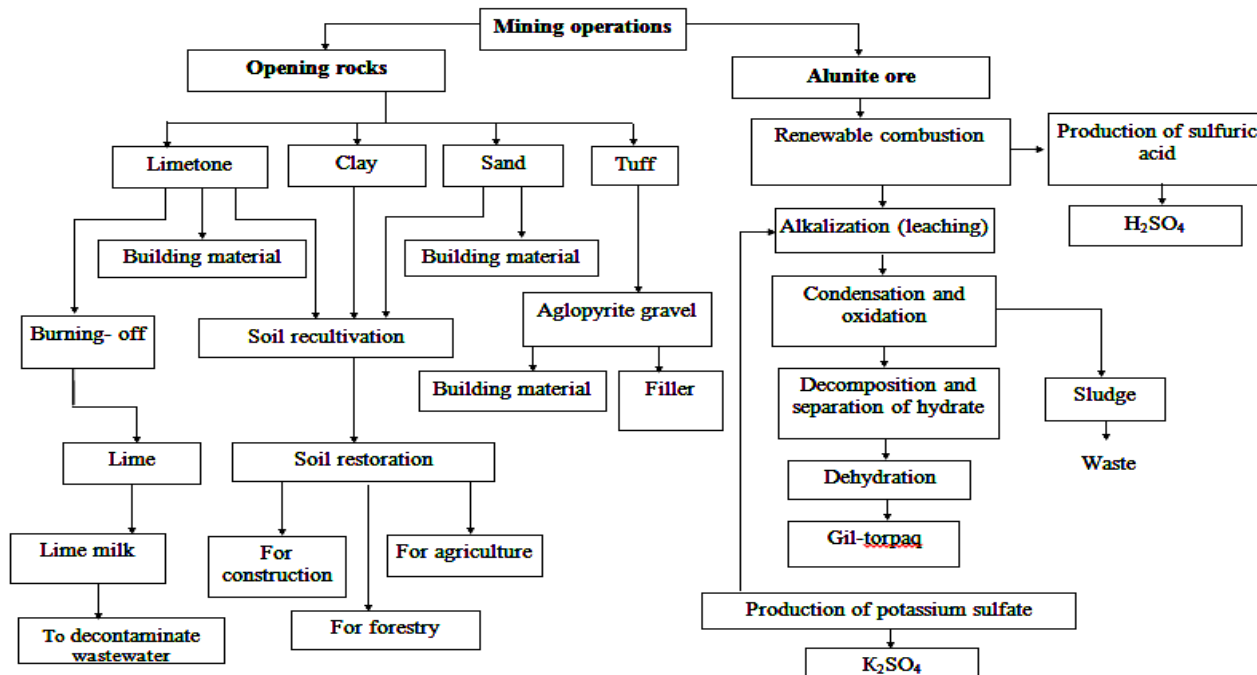 Mining operations
Opening rocks
Alunite ore
Renewable combustion
Production of sulfuric
acid
Limetone
Clay
Sand
Tuff
Alkalization (leaching)
H₂SO₄
Building material
Building material
Condensation and
oxidation
Aglopyrite gravel
Burning- off
Soil recultivation
Building material
Filler
Decomposition and
separation of hydrate
Sludge
Lime
Soil restoration
Waste
Dehydration
Gil-torpaq
Lime milk
For
construction
For agriculture
For forestry
Production of potassium sulfate
To decontaminate
wastewater
K₂SO₄